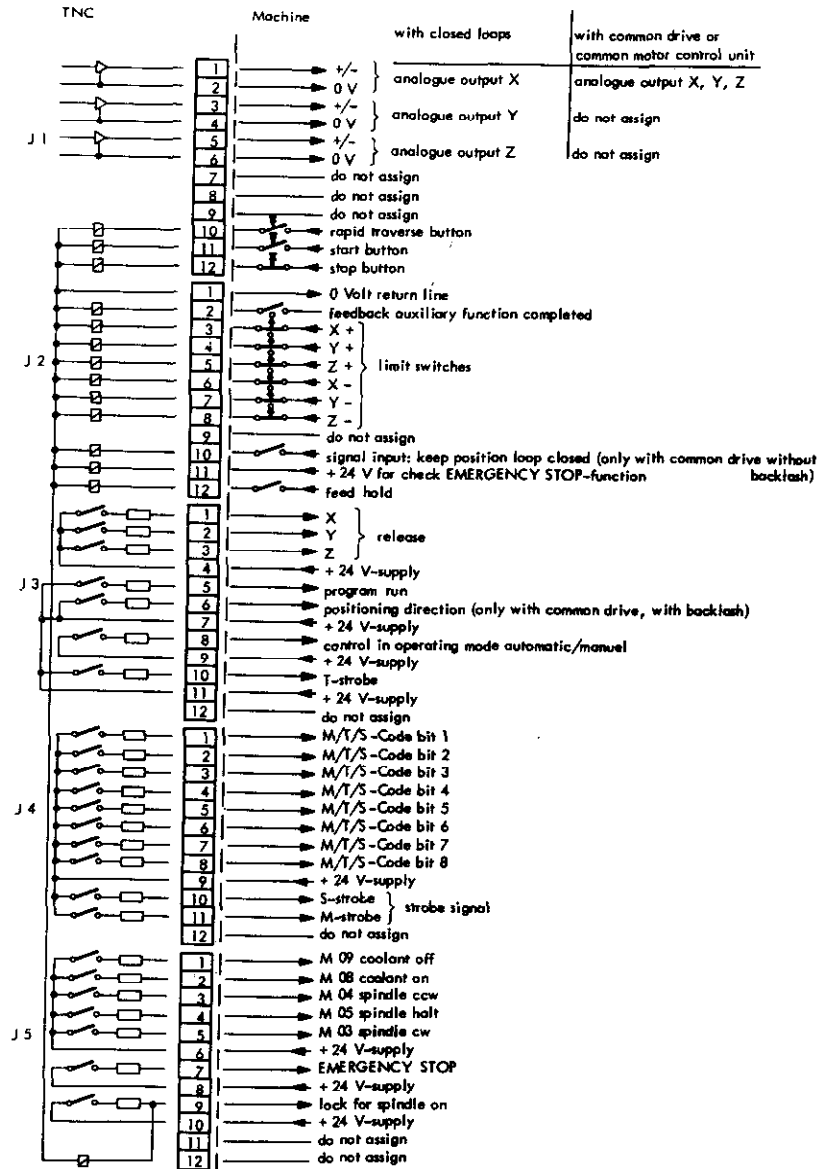 TNC
Machine
with closed loops
with common drive or
common motor control unit
J 1
1 +/-
2 0 V
analogue output X
analogue output X, Y, Z
3 +/-
4 0 V
analogue output Y
do not assign
5 +/-
6 0 V
analogue output Z
do not assign
7 do not assign
8 do not assign
9 do not assign
10 rapid traverse button
11 start button
12 stop button
J 2
1 0 Volt return line
2 feedback auxiliary function completed
3 X +
4 Y +
5 Z +
6 X -
7 Y -
8 Z -
limit switches
9 do not assign
10 signal input: keep position loop closed (only with common drive without
backlash)
11 + 24 V for check EMERGENCY STOP-function
12 feed hold
J 3
1 X
2 Y
3 Z
release
4 + 24 V-supply
5 program run
6 positioning direction (only with common drive, with backlash)
7 + 24 V-supply
8 control in operating mode automatic/manuel
9 + 24 V-supply
10 T-strobe
11 + 24 V-supply
12 do not assign
J 4
1 M/T/S-Code bit 1
2 M/T/S-Code bit 2
3 M/T/S-Code bit 3
4 M/T/S-Code bit 4
5 M/T/S-Code bit 5
6 M/T/S-Code bit 6
7 M/T/S-Code bit 7
8 M/T/S-Code bit 8
9 + 24 V-supply
10 S-strobe
11 M-strobe
strobe signal
12 do not assign
J 5
1 M 09 coolant off
2 M 08 coolant on
3 M 04 spindle ccw
4 M 05 spindle halt
5 M 03 spindle cw
6 + 24 V-supply
7 EMERGENCY STOP
8 + 24 V-supply
9 lock for spindle on
10 + 24 V-supply
11 do not assign
12 do not assign